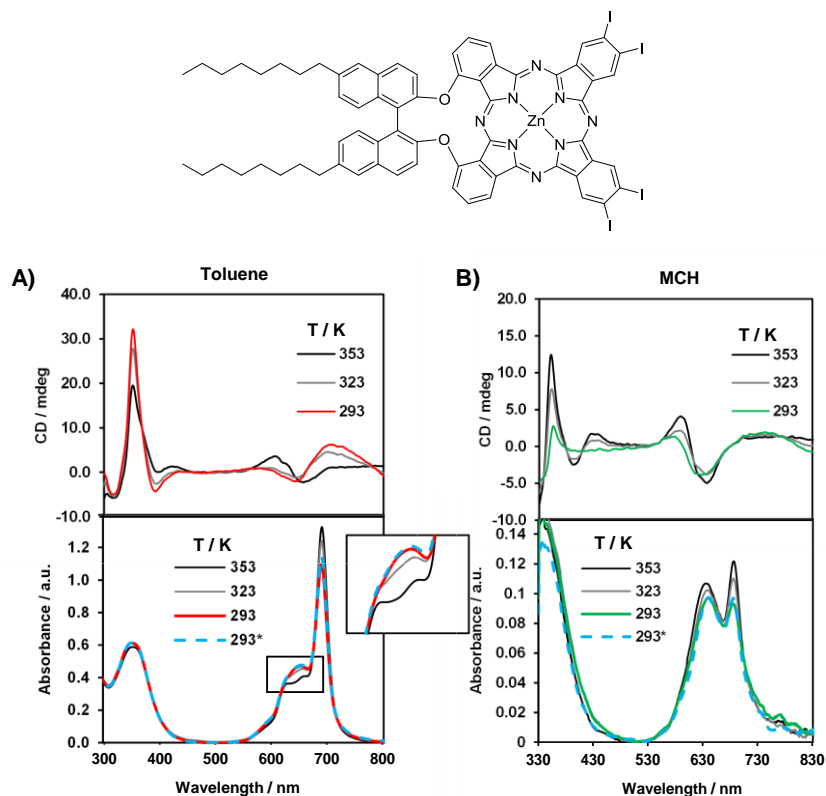 I
I
N
N
N
O
N
Zn
N
O
N
N
N
I
I
A)
Toluene
B)
MCH
40.0
30.0
20.0
10.0
0.0
-10.0
CD / mdeg
T / K
353
323
293
20.0
15.0
10.0
5.0
0.0
-5.0
-10.0
CD / mdeg
T / K
353
323
293
1.2
1.0
0.8
0.6
0.4
0.2
0.0
Absorbance / a.u.
T / K
353
323
293
293*
300 400 500 600 700 800
Wavelength / nm
0.14
0.12
0.1
0.08
0.06
0.04
0.02
0
Absorbance / a.u.
T / K
353
323
293
293*
330 430 530 630 730 830
Wavelength / nm